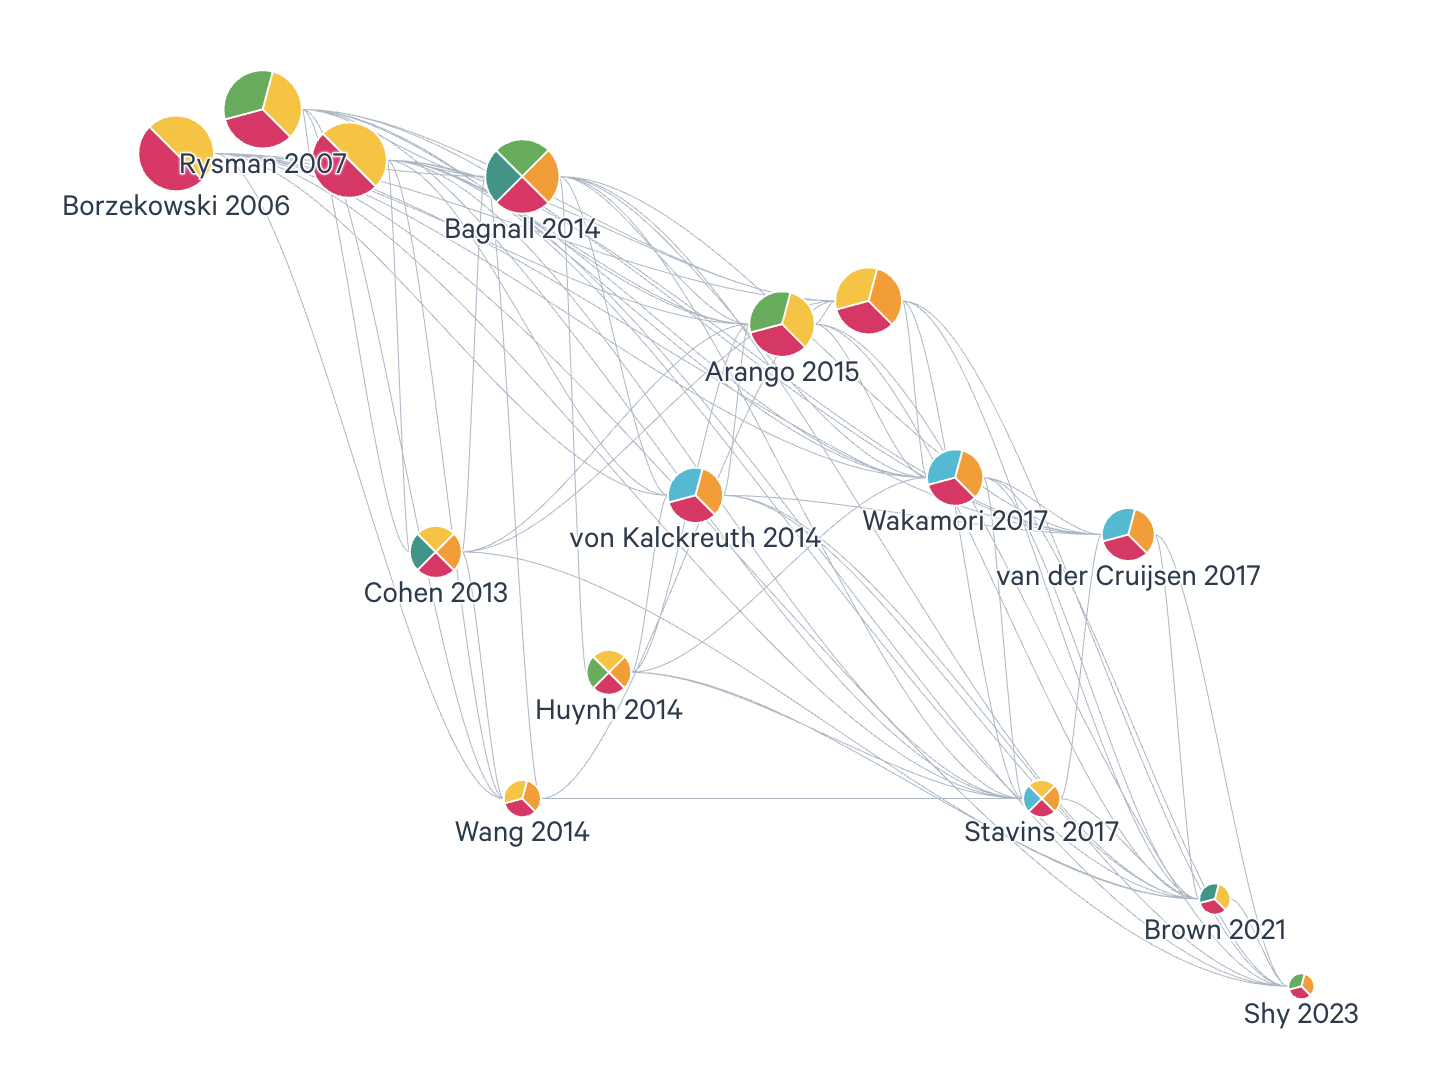 Rysman 2007
Borzekowski 2006
Bagnall 2014
Arango 2015
Wakamori 2017
von Kalckreuth 2014
van der Cruijsen 2017
Cohen 2013
Huynh 2014
Wang 2014
Stavins 2017
Brown 2021
Shy 2023